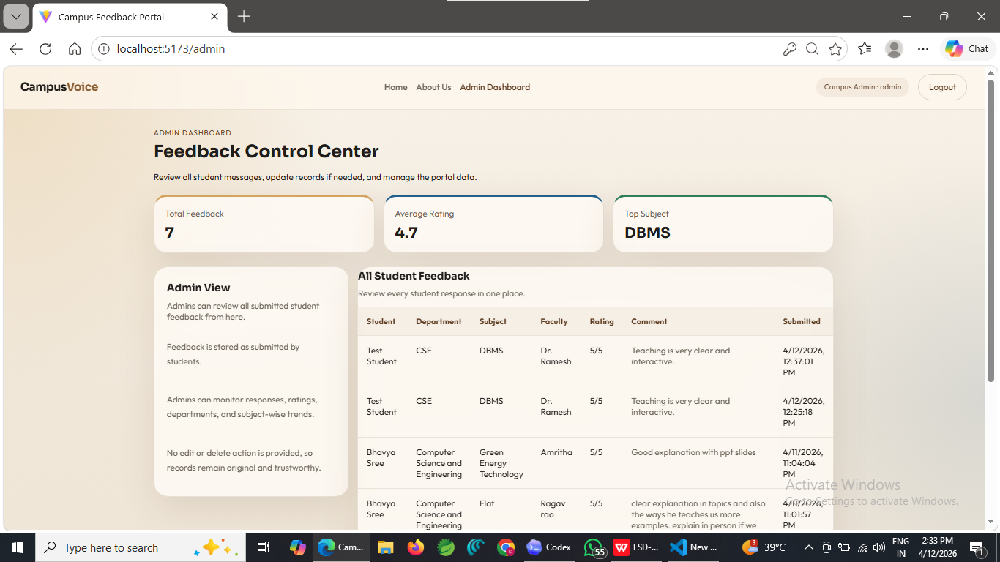 Campus Feedback Portal
localhost:5173/admin
Chat
CampusVoice
Home About Us Admin Dashboard
Campus Admin · admin
Logout
ADMIN DASHBOARD
Feedback Control Center
Review all student messages, update records if needed, and manage the portal data.
Total Feedback
7
Average Rating
4.7
Top Subject
DBMS
Admin View
Admins can review all submitted student
feedback from here.
Feedback is stored as submitted by
students.
Admins can monitor responses, ratings,
departments, and subject-wise trends.
No edit or delete action is provided, so
records remain original and trustworthy.
All Student Feedback
Review every student response in one place.
Student Department Subject Faculty Rating Comment Submitted
Test CSE DBMS Dr. 5/5 Teaching is very clear and 4/12/2026,
Student Ramesh interactive. 12:37:01
PM
Test CSE DBMS Dr. 5/5 Teaching is very clear and 4/12/2026,
Student Ramesh interactive. 12:25:18
PM
Bhavya Computer Green Amritha 5/5 Good explanation with ppt slides 4/11/2026,
Sree Science and Energy 11:04:04
Engineering Technology PM
Bhavya Computer Flat Ragav 5/5 clear explanation in topics and also 4/11/2026,
Sree Science and rao the ways he teaches us more 11:01:57
Engineering examples. explain in person if we PM
Activate Windows
Go to Settings to activate Windows.
Type here to search
Cam...
Codex
55
FSD-...
New ...
3
39°C
ENG
IN
2:33 PM
4/12/2026
1